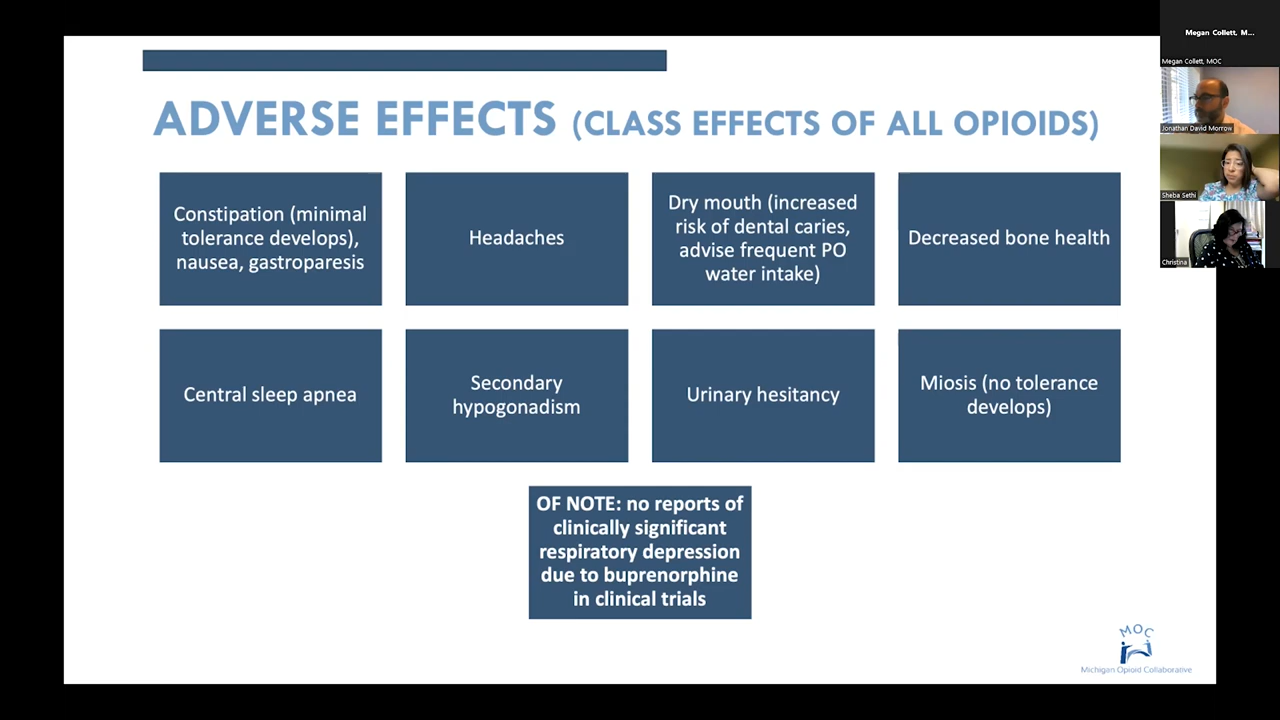 ADVERSE EFFECTS (CLASS EFFECTS OF ALL OPIOIDS)
Constipation (minimal
tolerance develops),
nausea, gastroparesis
Headaches
Dry mouth (increased
risk of dental caries,
advise frequent PO
water intake)
Decreased bone health
Central sleep apnea
Secondary
hypogonadism
Urinary hesitancy
Miosis (no tolerance
develops)
OF NOTE: no reports of
clinically significant
respiratory depression
due to buprenorphine
in clinical trials
MOC
Michigan Opioid Collaborative
Megan Collett, M...
Megan Collett, MOC
Jonathan David Morrow
Sheba Sethi
Christina